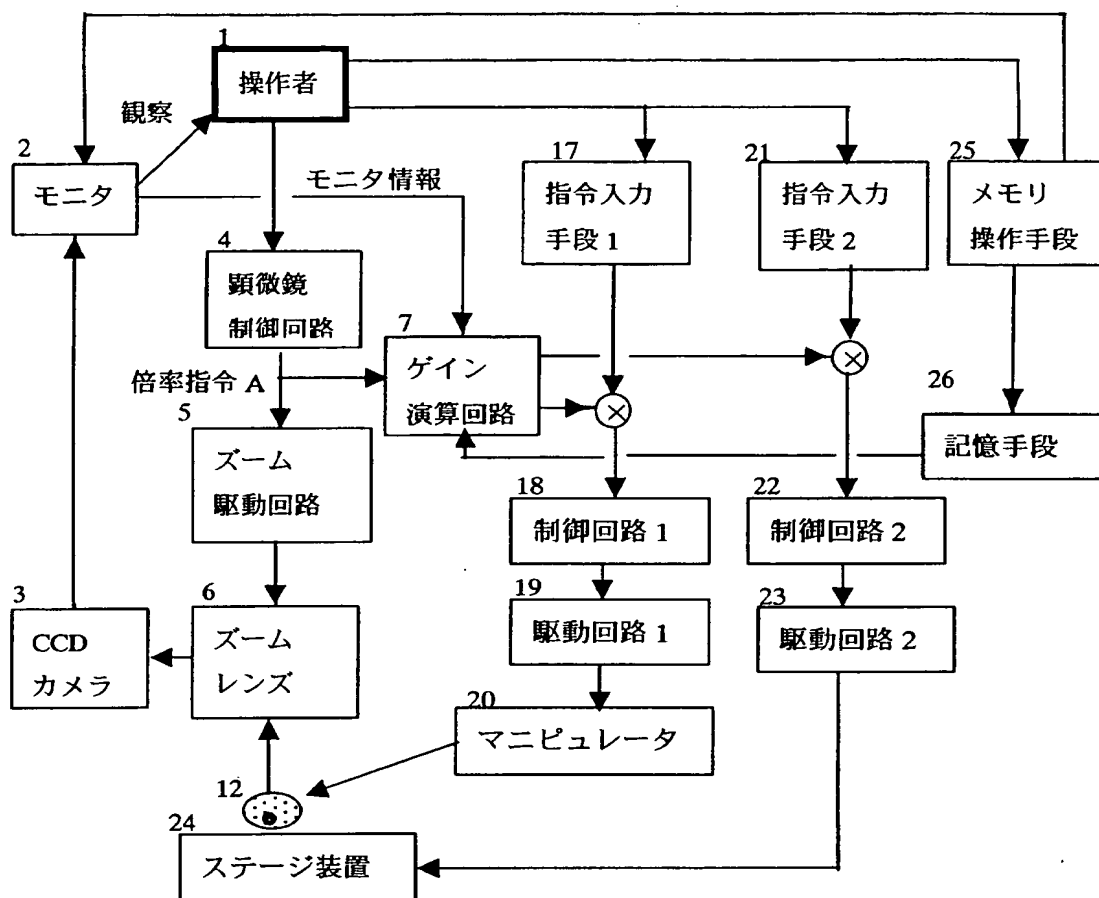 1
操作者
観察
2
モニタ
モニタ情報
17
指令入力
手段1
21
指令入力
手段2
25
メモリ
操作手段
4
顕微鏡
制御回路
7
ゲイン
演算回路
倍率指令 A
×
×
26
記憶手段
5
ズーム
駆動回路
18
制御回路1
22
制御回路2
3
CCD
カメラ
6
ズーム
レンズ
19
駆動回路1
23
駆動回路2
20
マニピュレータ
12
24
ステージ装置